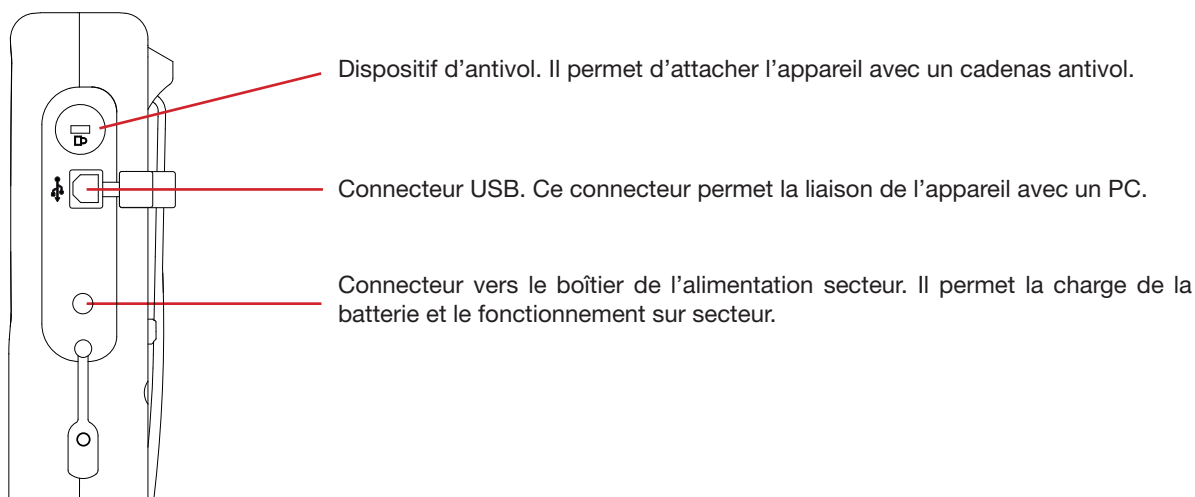 Dispositif d’antivol. Il permet d’attacher l’appareil avec un cadenas antivol.
Connecteur USB. Ce connecteur permet la liaison de l’appareil avec un PC.
Connecteur vers le boîtier de l’alimentation secteur. Il permet la charge de la
batterie et le fonctionnement sur secteur.